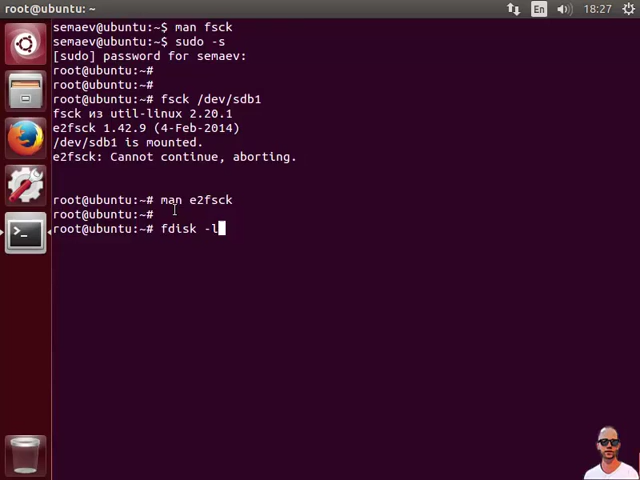 root@ubuntu: ~
En
18:27
semaev@ubuntu:~$ man fsck
semaev@ubuntu:~$ sudo -s
[sudo] password for semaev:
root@ubuntu:~#
root@ubuntu:~#
root@ubuntu:~# fsck /dev/sdb1
fsck из util-linux 2.20.1
e2fsck 1.42.9 (4-Feb-2014)
/dev/sdb1 is mounted.
e2fsck: Cannot continue, aborting.
root@ubuntu:~# man e2fsck
root@ubuntu:~#
root@ubuntu:~# fdisk -l